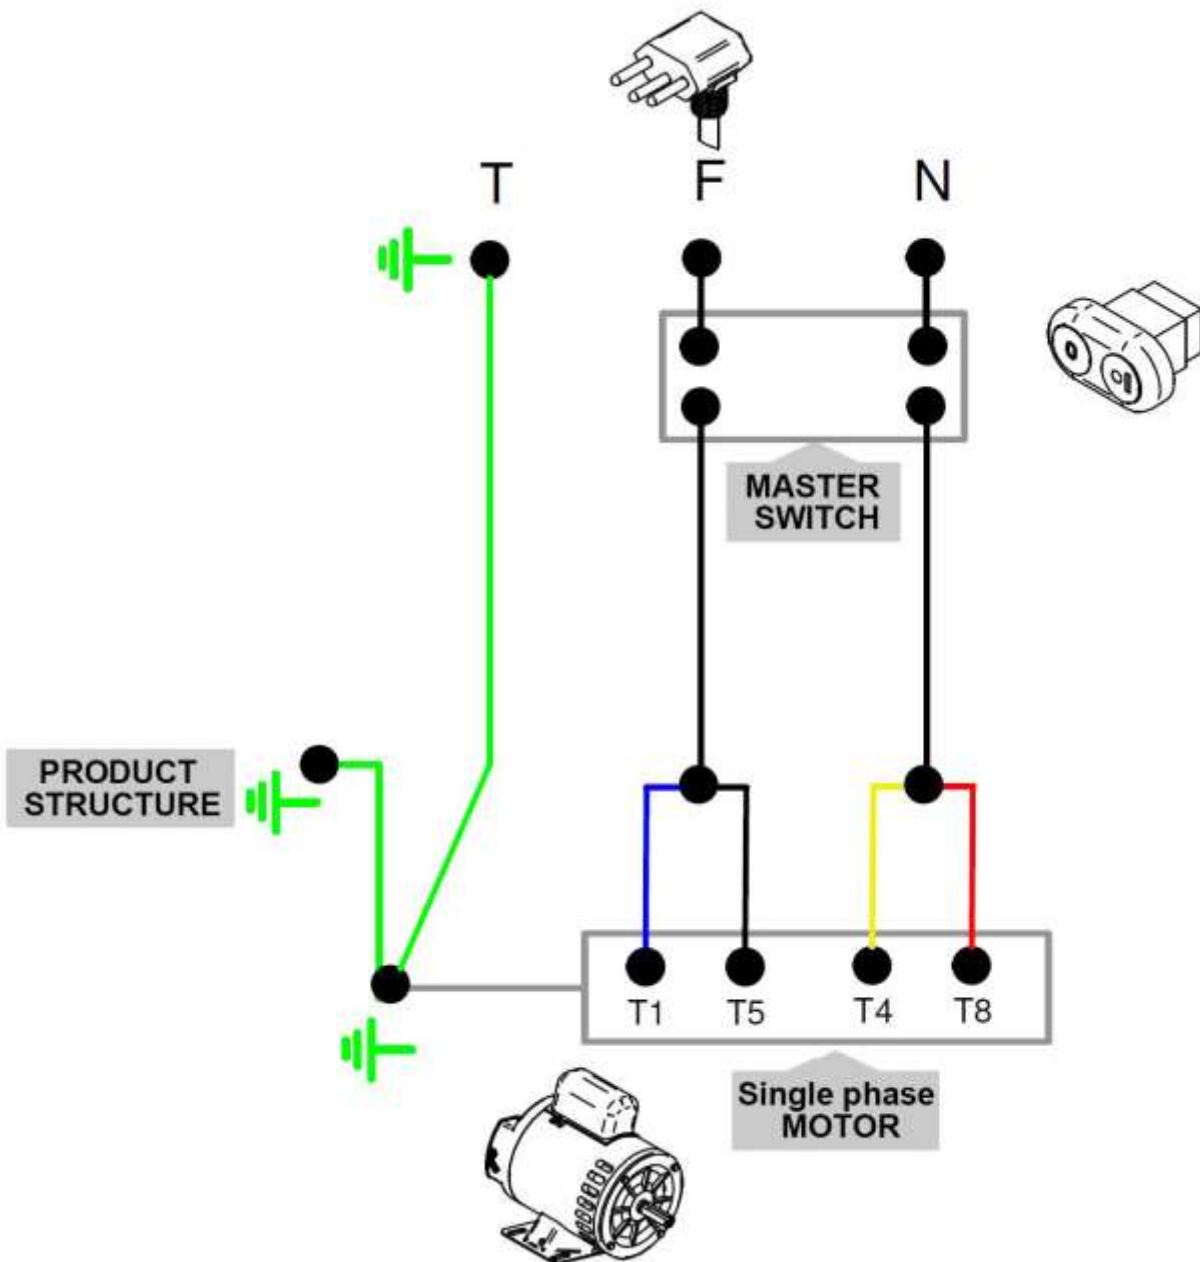 T F N
MASTER
SWITCH
PRODUCT
STRUCTURE
T1 T5 T4 T8
Single phase
MOTOR